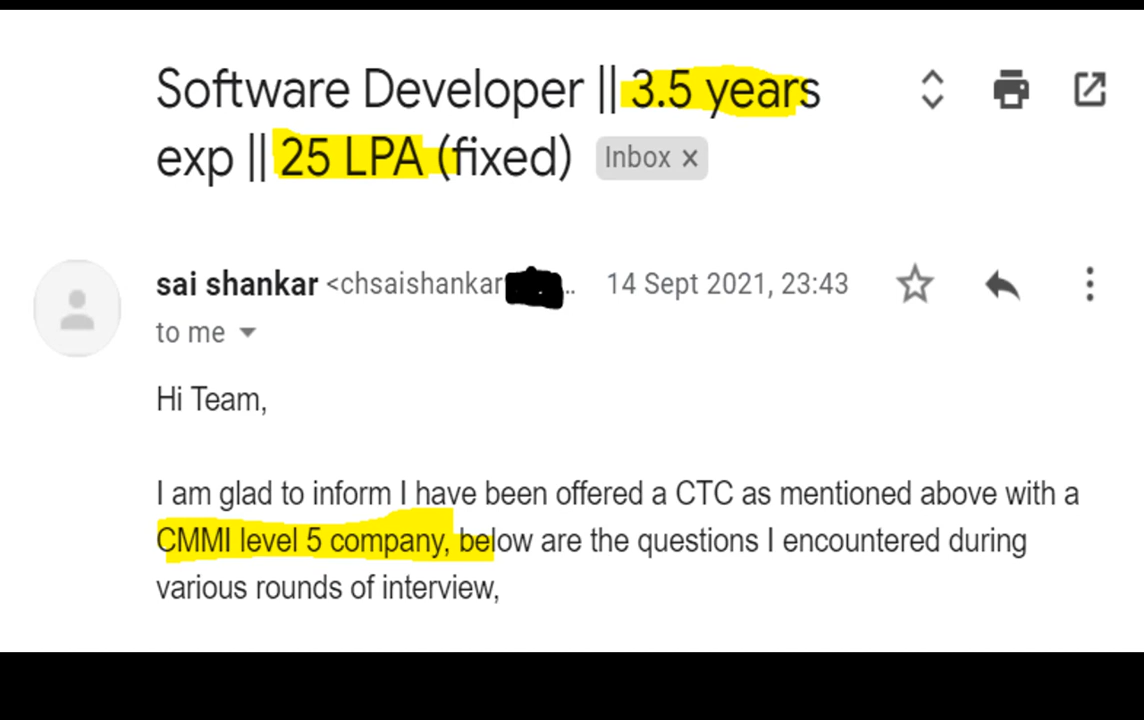 Software Developer || 3.5 years
exp || 25 LPA (fixed) Inbox ×
sai shankar <chsaishankar .. 14 Sept 2021, 23:43
to me
Hi Team,
I am glad to inform I have been offered a CTC as mentioned above with a
CMMI level 5 company, below are the questions I encountered during
various rounds of interview,